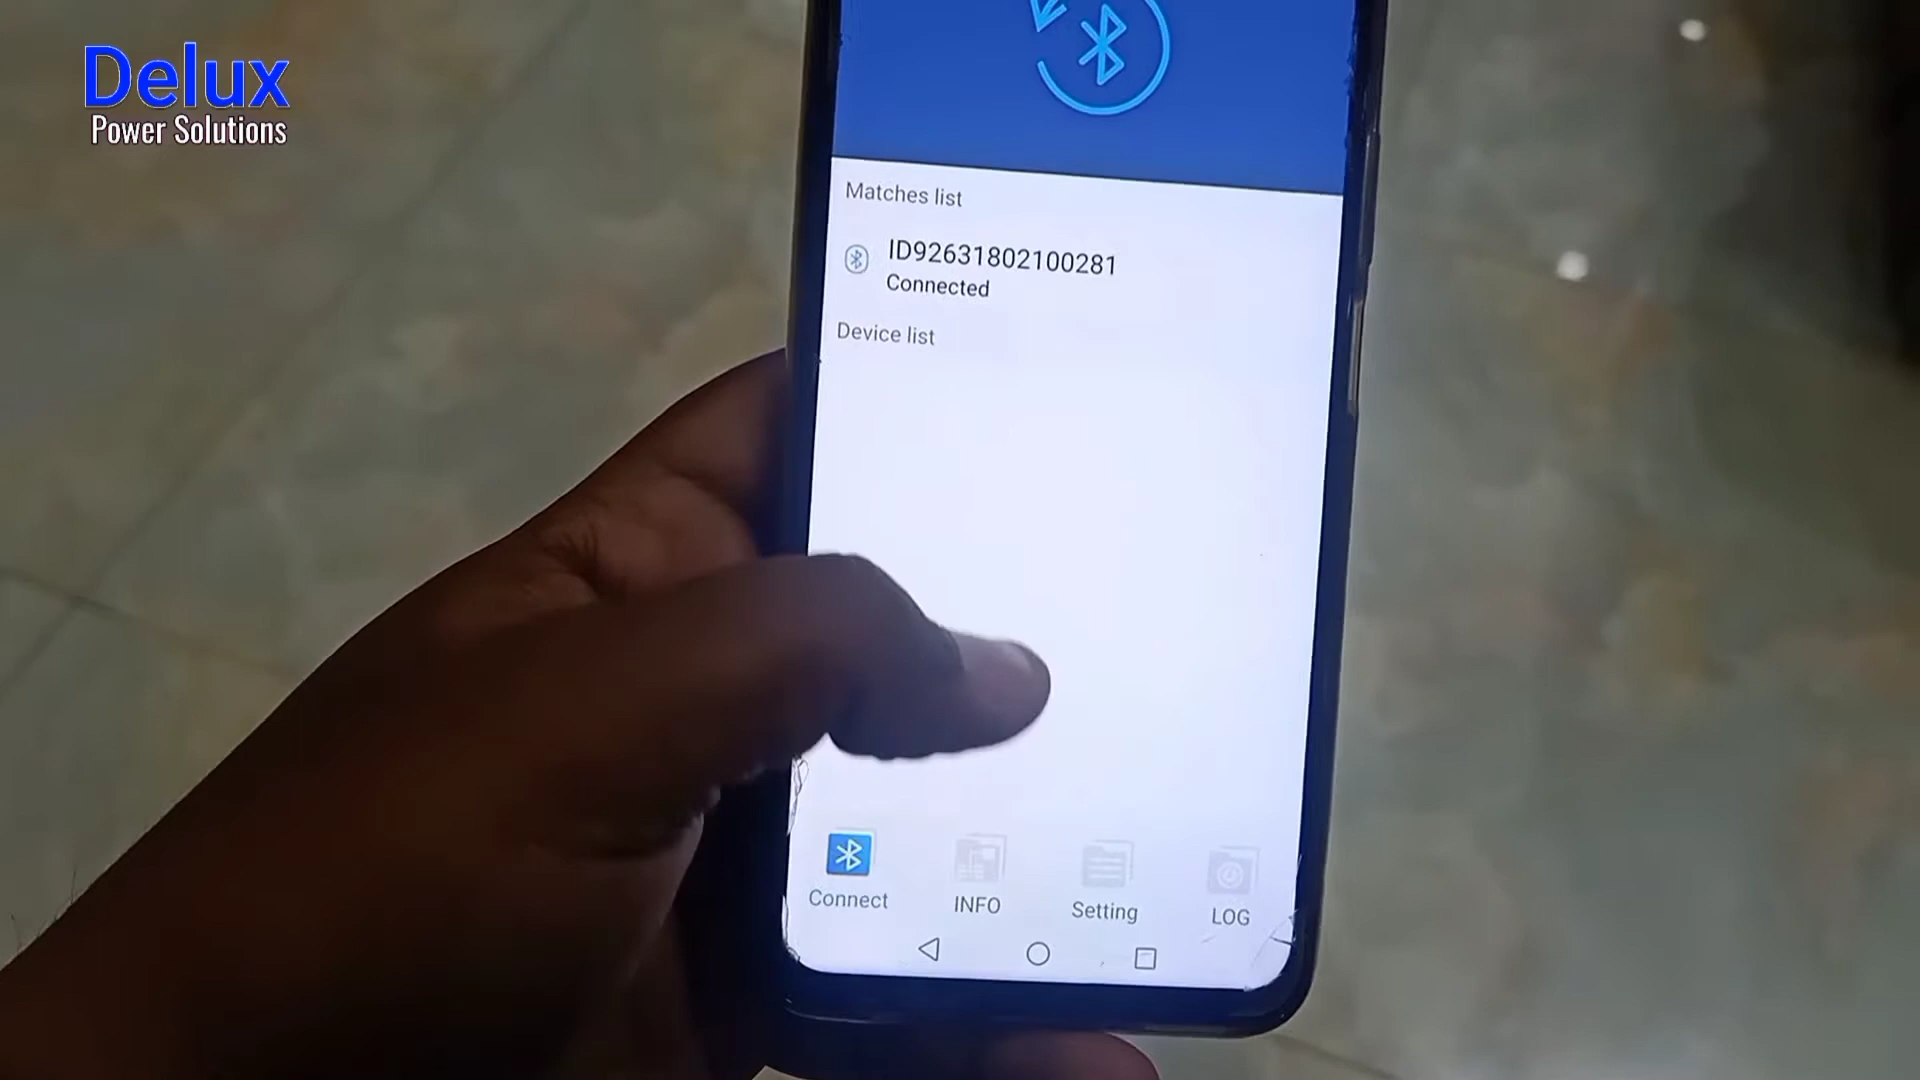 Delux
Power Solutions
Matches list
ID92631802100281
Connected
Device list
Connect
INFO
Setting
LOG